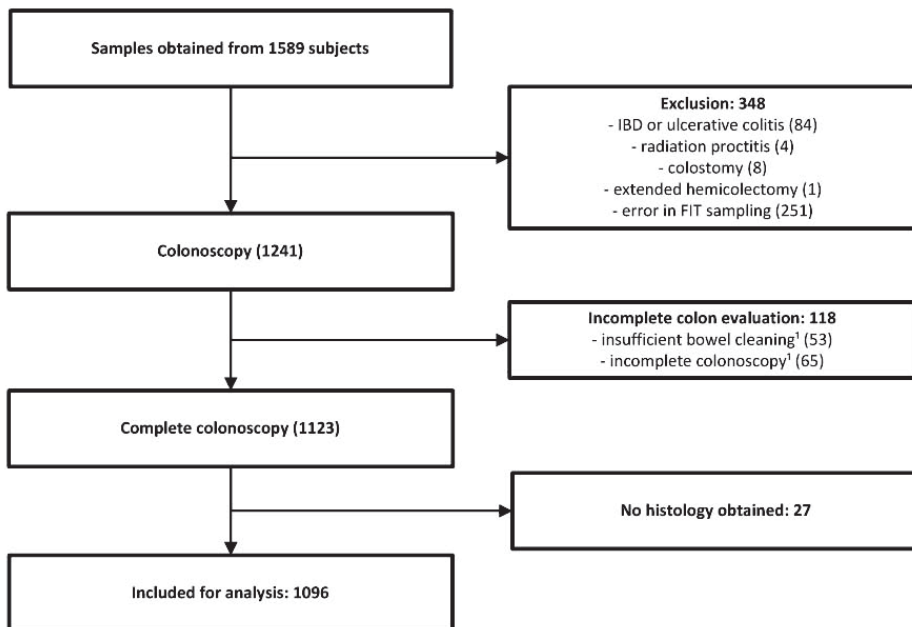 Samples obtained from 1589 subjects
Exclusion: 348
- IBD or ulcerative colitis (84)
- radiation proctitis (4)
- colostomy (8)
- extended hemicolectomy (1)
- error in FIT sampling (251)
Colonoscopy (1241)
Incomplete colon evaluation: 118
- insufficient bowel cleaning¹ (53)
- incomplete colonoscopy¹ (65)
Complete colonoscopy (1123)
No histology obtained: 27
Included for analysis: 1096